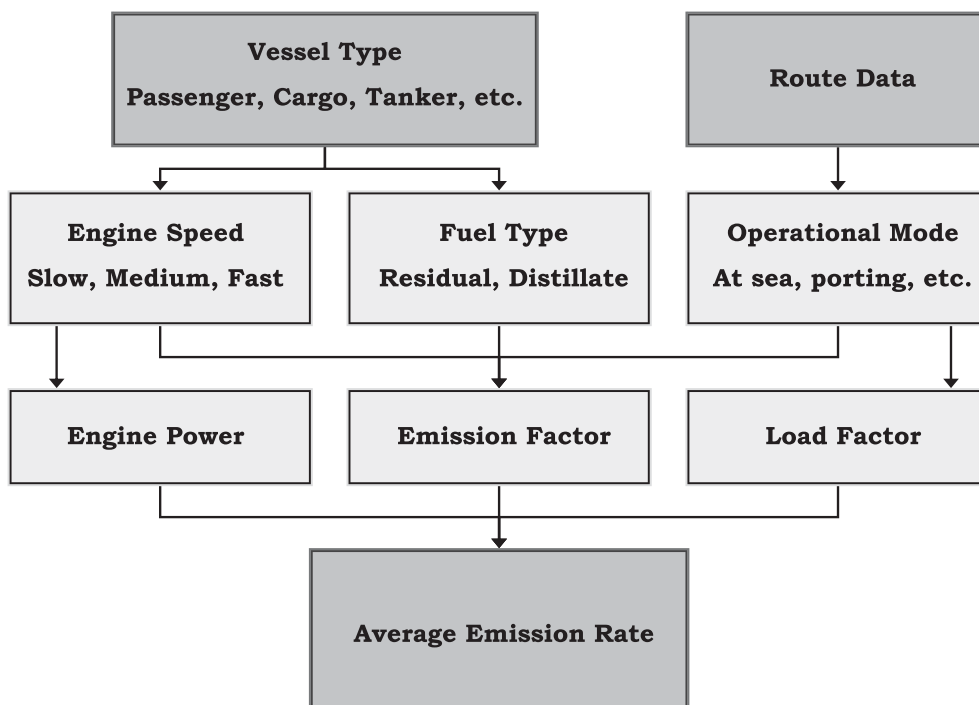 Vessel Type
Passenger, Cargo, Tanker, etc.
Route Data
Engine Speed
Slow, Medium, Fast
Fuel Type
Residual, Distillate
Operational Mode
At sea, porting, etc.
Engine Power
Emission Factor
Load Factor
Average Emission Rate